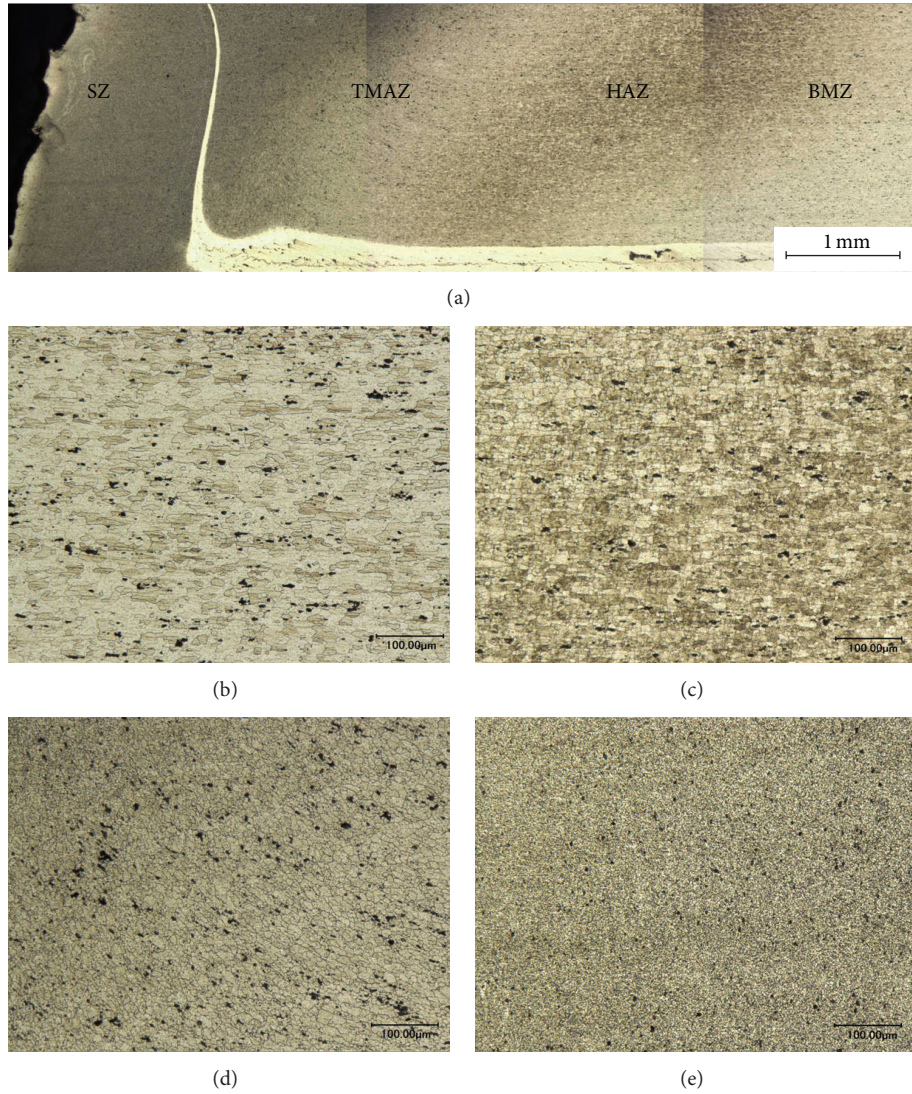 SZ TMAZ HAZ BMZ
1 mm
(a)
100.00μm 100.00μm
(b) (c)
100.00μm 100.00μm
(d) (e)